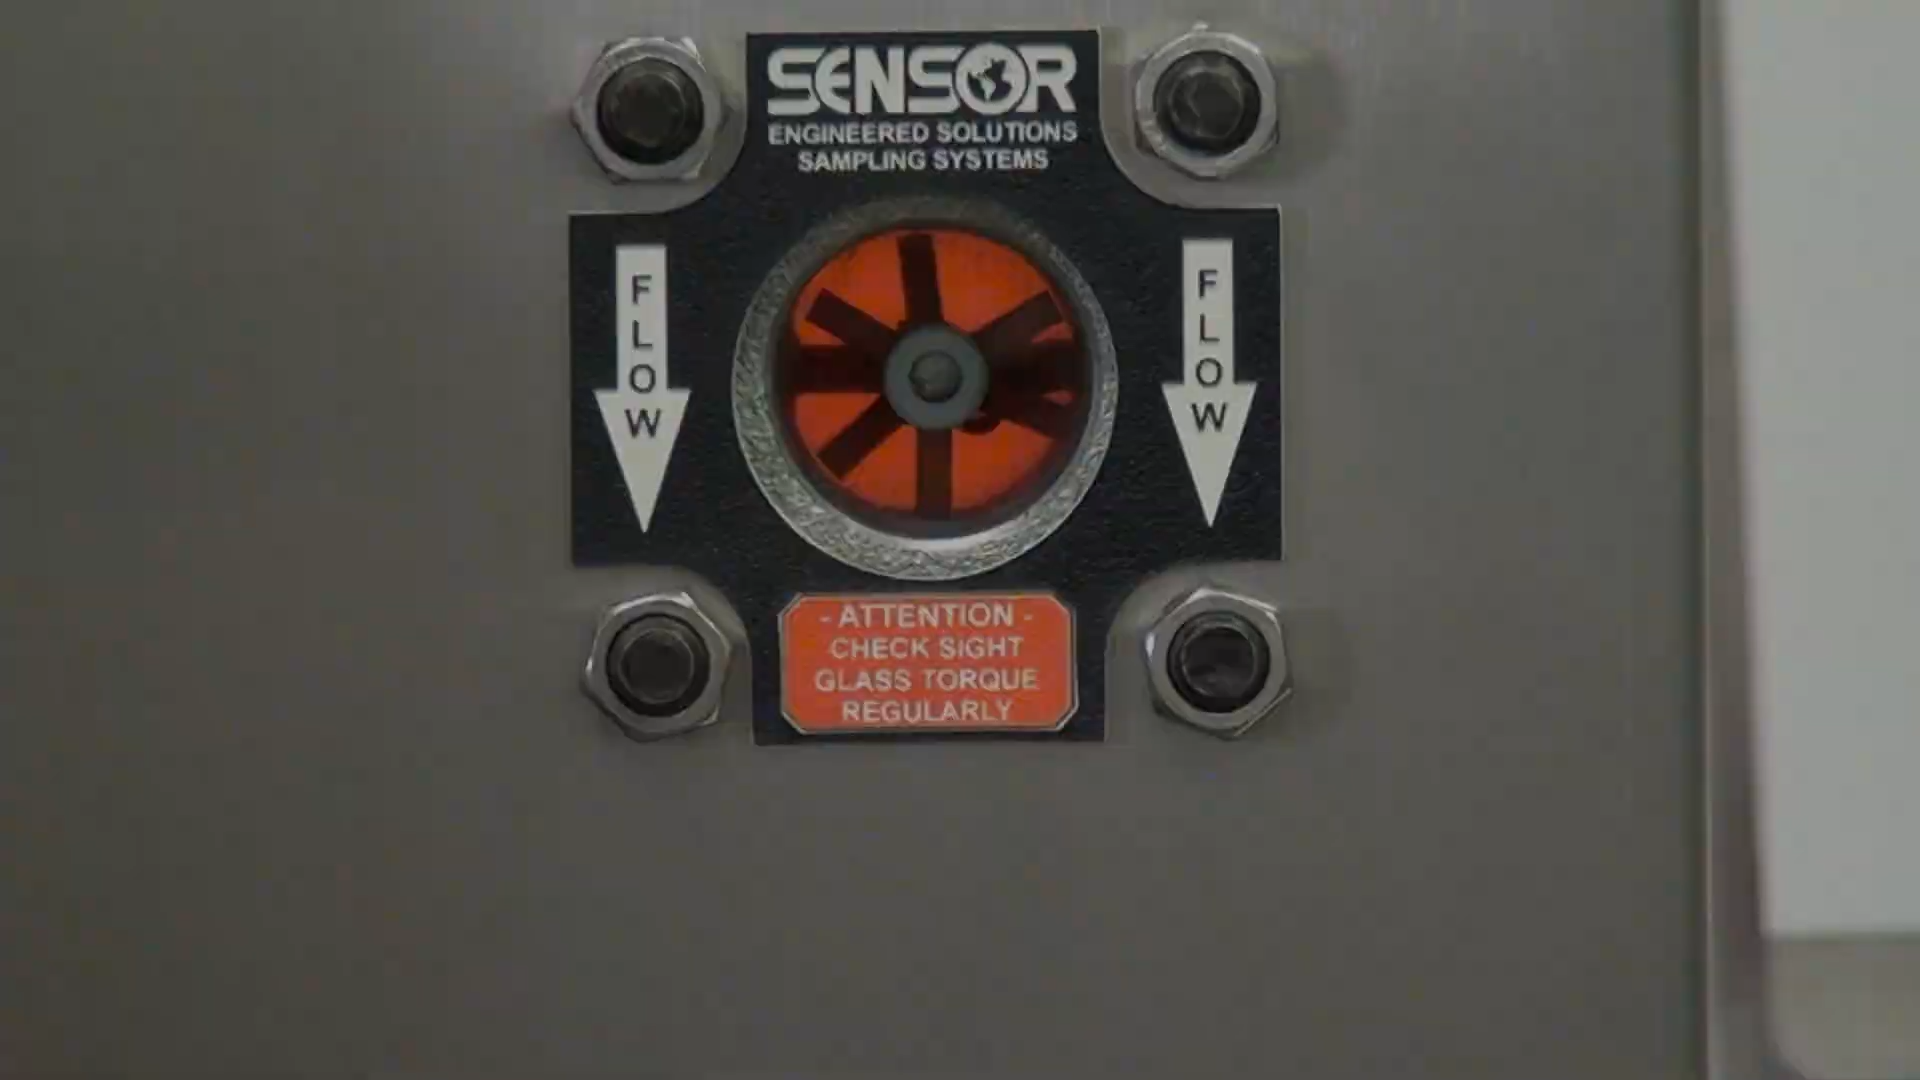 SENSOR
ENGINEERED SOLUTIONS
SAMPLING SYSTEMS
FLOW
FLOW
- ATTENTION -
CHECK SIGHT
GLASS TORQUE
REGULARLY